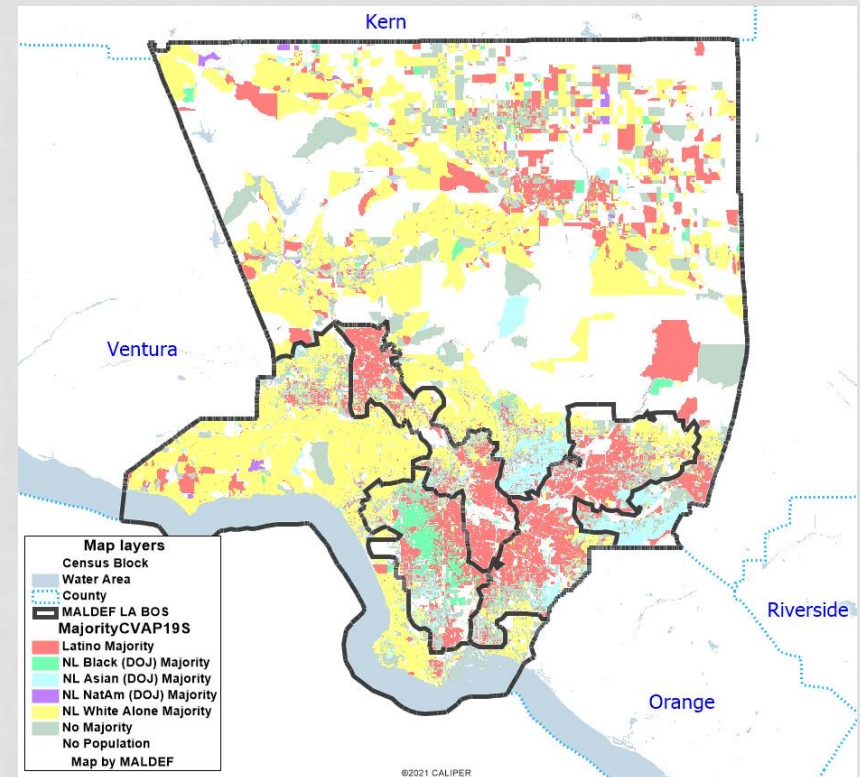 Kern
Ventura
Riverside
Orange
Map layers
Census Block
Water Area
County
MALDEF LA BOS
MajorityCVAP19S
Latino Majority
NL Black (DOJ) Majority
NL Asian (DOJ) Majority
NL NatAm (DOJ) Majority
NL White Alone Majority
No Majority
No Population
Map by MALDEF
©2021 CALIPER